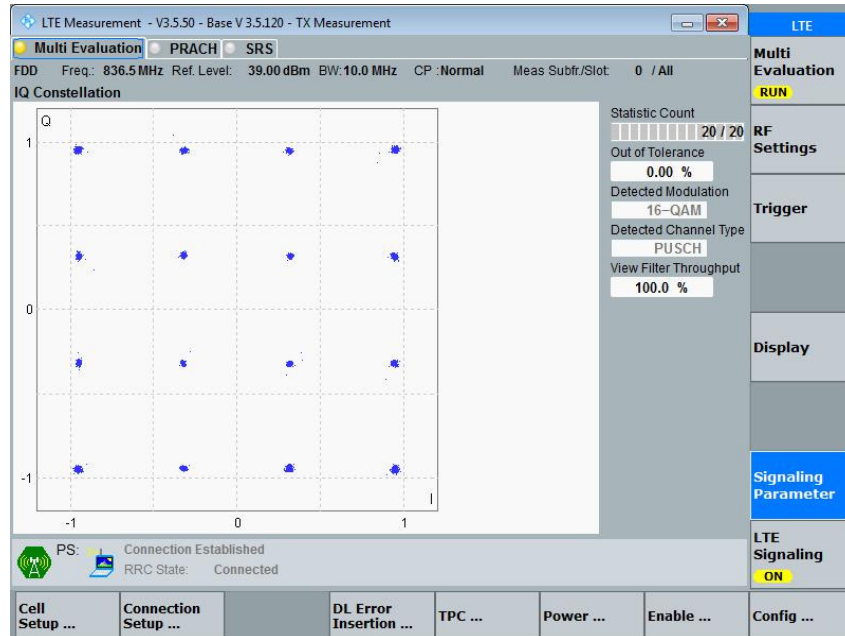 LTE Measurement - V3.5.50 - Base V 3.5.120 - TX Measurement
LTE
Multi Evaluation PRACH SRS
FDD Freq.: 836.5 MHz Ref. Level: 39.00 dBm BW: 10.0 MHz CP : Normal Meas Subfr./Slot: 0 / All
IQ Constellation
Q
1
0
-1
-1 0 1
I
Statistic Count
20 / 20
Out of Tolerance
0.00 %
Detected Modulation
16-QAM
Detected Channel Type
PUSCH
View Filter Throughput
100.0 %
Multi
Evaluation
RUN
RF
Settings
Trigger
Display
Signaling
Parameter
LTE
Signaling
ON
PS: Connection Established
RRC State: Connected
Cell
Setup ...
Connection
Setup ...
DL Error
Insertion ...
TPC ...
Power ...
Enable ...
Config ...